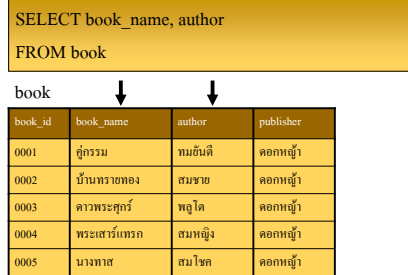 SELECT book_name, author
FROM book
book
book_id book_name author publisher
0001 คู่กรรม ทมยันตี ดอกหญ้า
0002 บ้านทรายทอง สมชาย ดอกหญ้า
0003 ดาวพระศุกร์ พลูโต ดอกหญ้า
0004 พระเสาร์แทรก สมหญิง ดอกหญ้า
0005 นางทาส สมโชค ดอกหญ้า